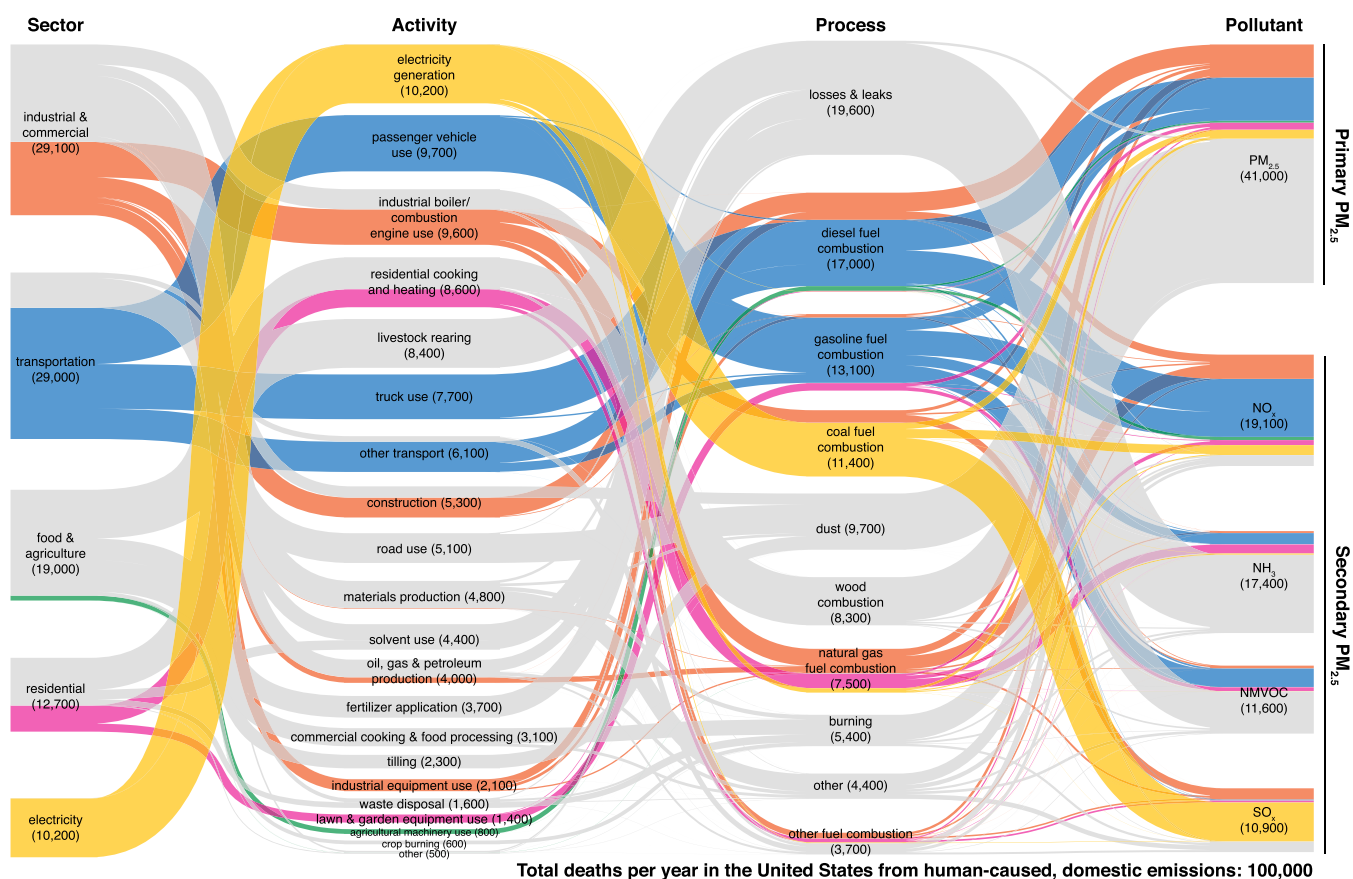 Sector
Activity
Process
Pollutant
industrial &
commercial
(29,100)
transportation
(29,000)
food &
agriculture
(19,000)
residential
(12,700)
electricity
(10,200)
electricity
generation
(10,200)
passenger vehicle
use (9,700)
industrial boiler/
combustion
engine use (9,600)
residential cooking
and heating (8,600)
livestock rearing
(8,400)
truck use (7,700)
other transport (6,100)
construction (5,300)
road use (5,100)
materials production (4,800)
solvent use (4,400)
oil, gas & petroleum
production (4,000)
fertilizer application (3,700)
commercial cooking & food processing (3,100)
tilling (2,300)
industrial equipment use (2,100)
waste disposal (1,600)
lawn & garden equipment use (1,400)
agricultural machinery use (800)
crop burning (600)
other (500)
losses & leaks
(19,600)
diesel fuel
combustion
(17,000)
gasoline fuel
combustion
(13,100)
coal fuel
combustion
(11,400)
dust (9,700)
wood
combustion
(8,300)
natural gas
fuel combustion
(7,500)
burning
(5,400)
other (4,400)
other fuel combustion
(3,700)
PM2.5
(41,000)
NOx
(19,100)
NH3
(17,400)
NMVOC
(11,600)
SOx
(10,900)
Primary PM2.5
Secondary PM2.5
Total deaths per year in the United States from human-caused, domestic emissions: 100,000